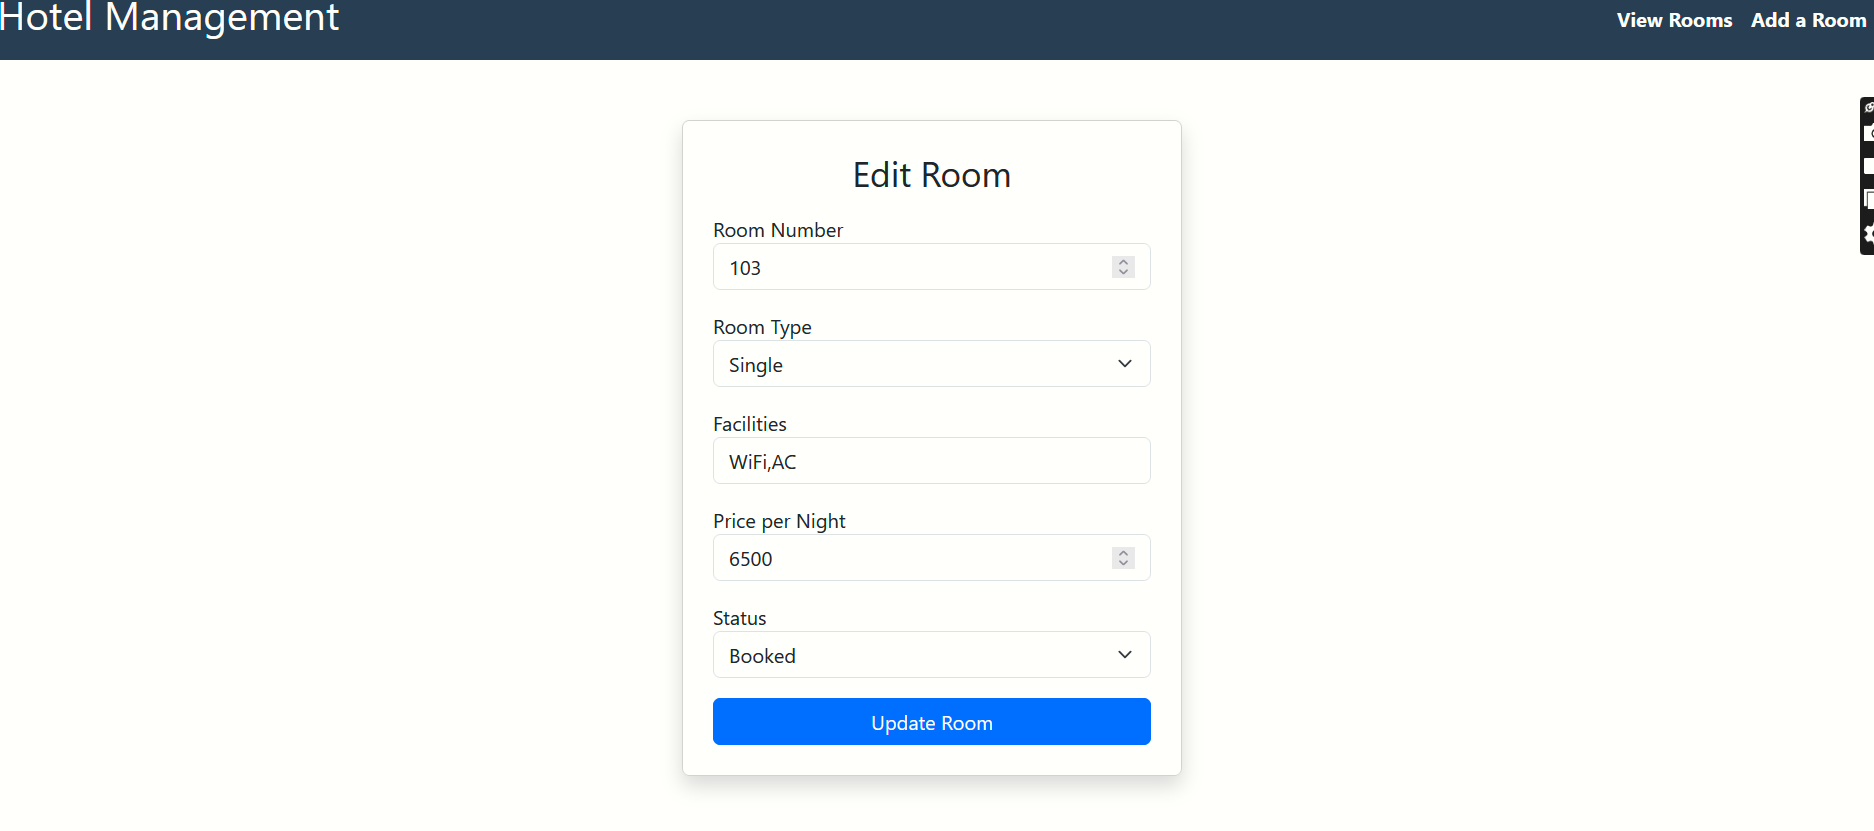 Hotel Management
View Rooms Add a Room
Edit Room
Room Number
103
Room Type
Single
Facilities
WiFi,AC
Price per Night
6500
Status
Booked
Update Room